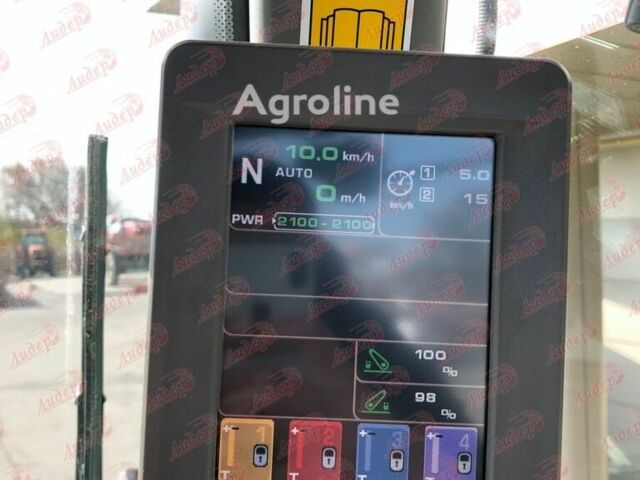 Agroline
10.0 km/h
N AUTO
0 m/h
PWR 2100 - 2100
1 5.0
2 15
km/h
100 %
98 %
+- 1 +- 2 +- 3 +- 4
T T T T
Лидер